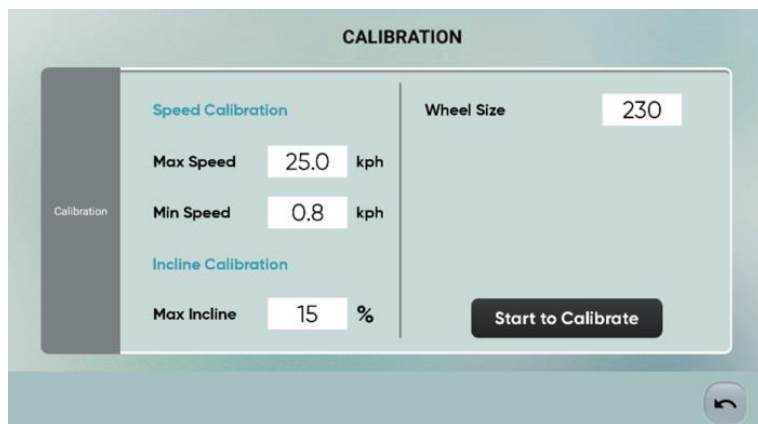 CALIBRATION
Calibration
Speed Calibration
Max Speed 25.0 kph
Min Speed 0.8 kph
Incline Calibration
Max Incline 15 %
Wheel Size 230
Start to Calibrate